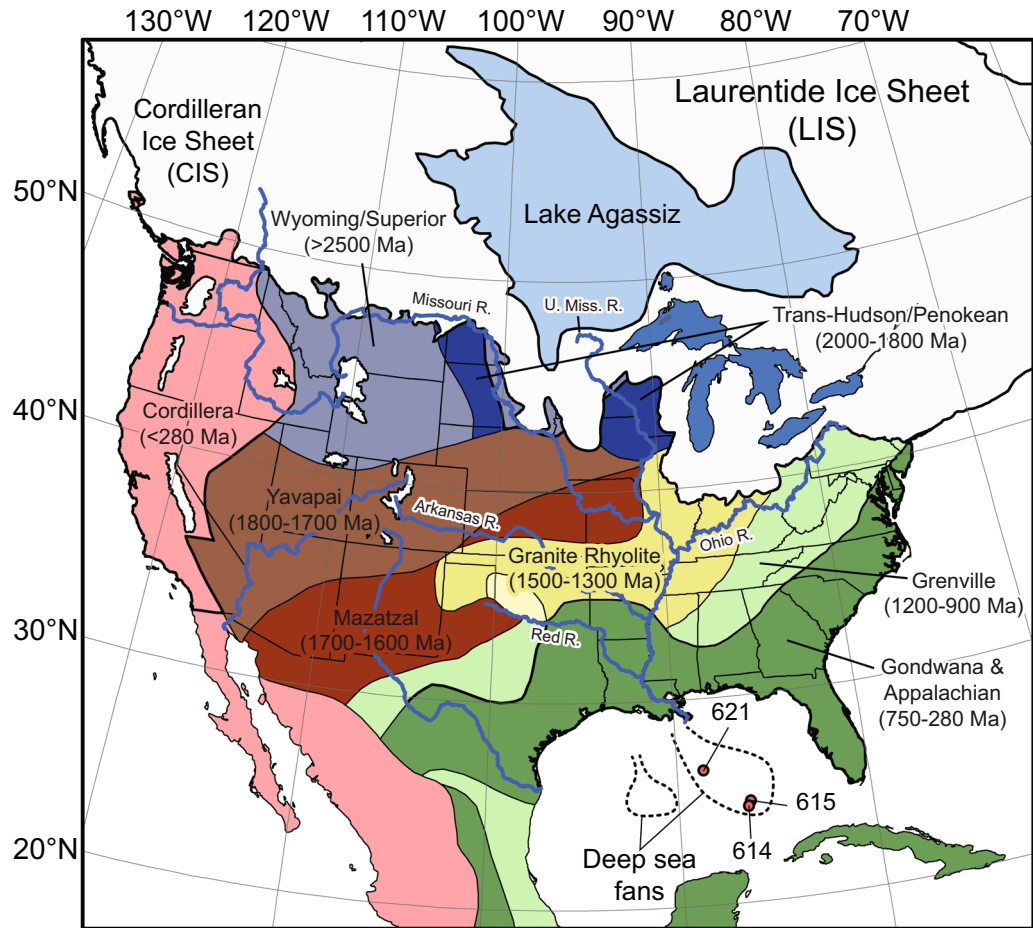 130°W 120°W 110°W 100°W 90°W 80°W 70°W
50°N
40°N
30°N
20°N
Cordilleran
Ice Sheet
(CIS)
Laurentide Ice Sheet
(LIS)
Lake Agassiz
Wyoming/Superior
(>2500 Ma)
Missouri R.
U. Miss. R.
Trans-Hudson/Penokean
(2000-1800 Ma)
Cordillera
(<280 Ma)
Yavapai
(1800-1700 Ma)
Arkansas R.
Granite Rhyolite
(1500-1300 Ma)
Ohio R.
Grenville
(1200-900 Ma)
Mazatzal
(1700-1600 Ma)
Red R.
Gondwana &
Appalachian
(750-280 Ma)
621
615
614
Deep sea
fans